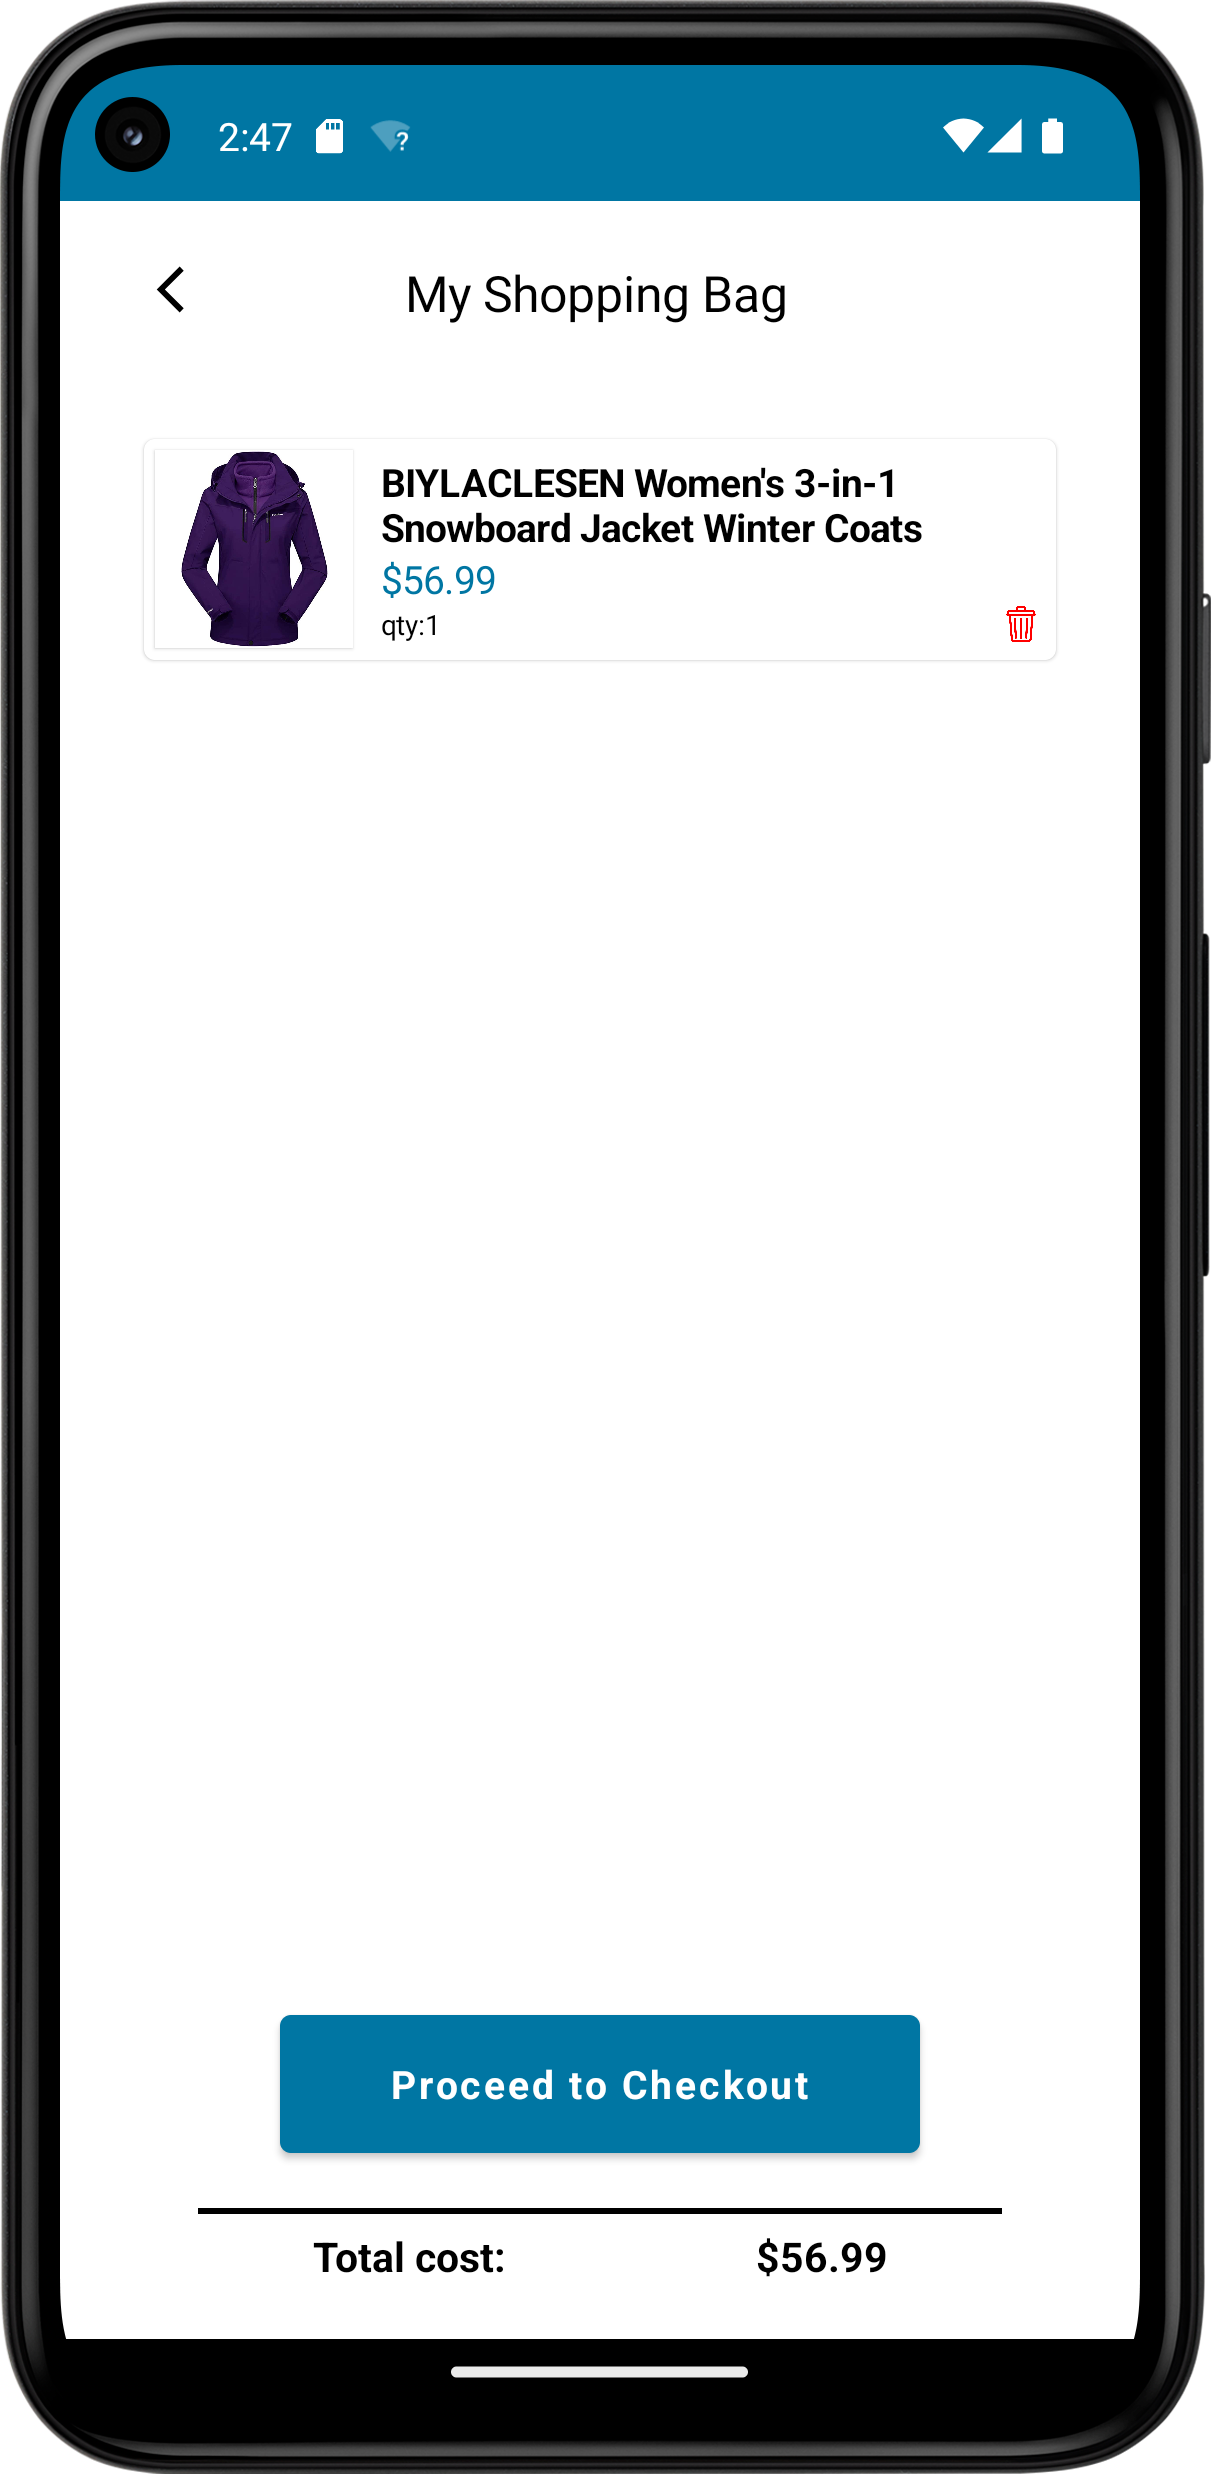 2:47
My Shopping Bag
BIYLACLESEN Women's 3-in-1
Snowboard Jacket Winter Coats
$56.99
qty:1
Proceed to Checkout
Total cost: $56.99